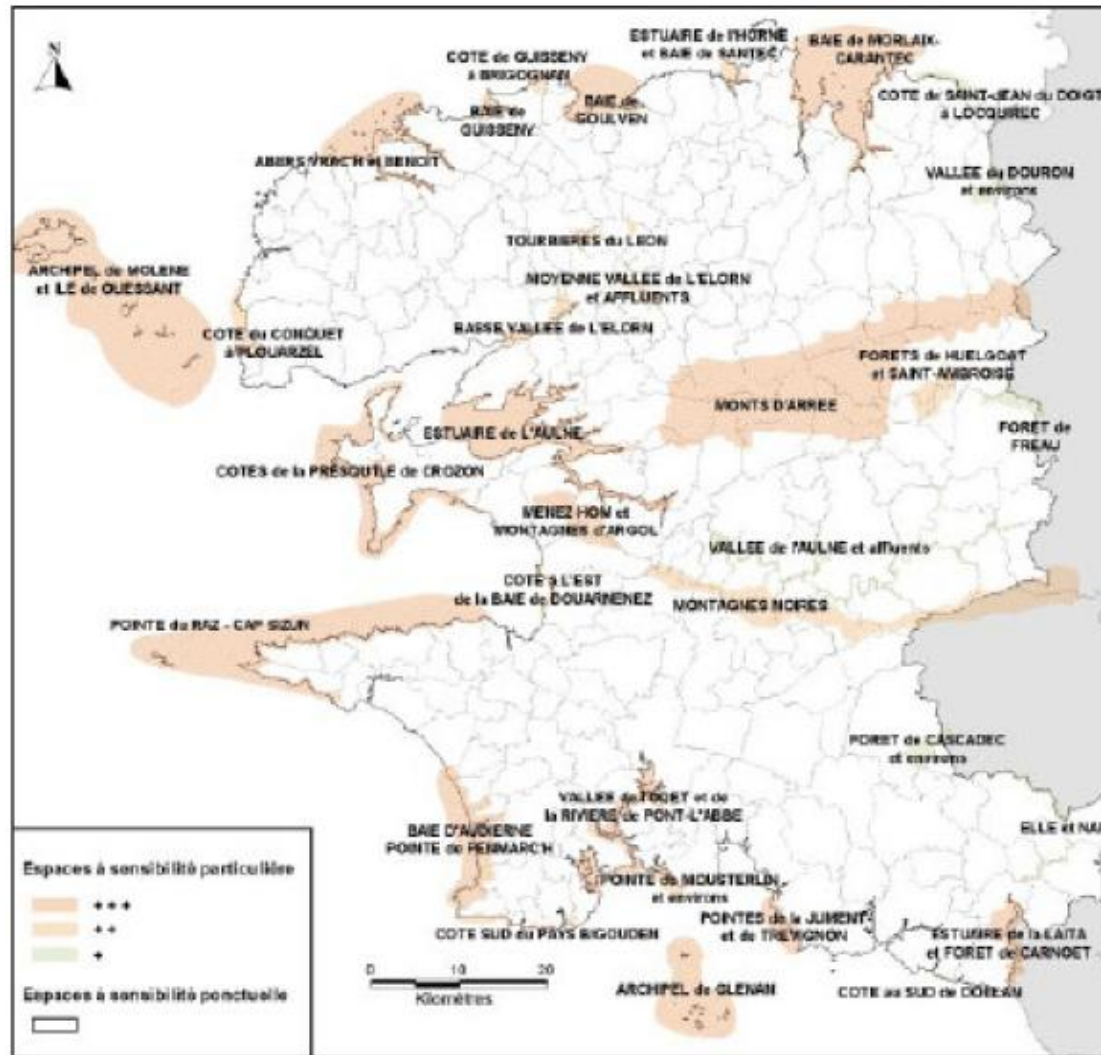 N
ESTUAIRE de l'HORNE
et BAIE de SANTEC
BAIE de MORLAIX-
CARANTEC
COTE de GUISSENY
à BRIGOGNAN
BAIE de
GOULVEN
BAIE de
GUISSENY
COTE de SAINT-JEAN du DOIGT
à LOCQUIREC
ABERS VRAC'H et BENOIT
VALLEE du DOURON
et environs
TOURBIERES du LEON
ARCHIPEL de MOLENE
et ILE de OUESSANT
MOYENNE VALLEE de L'ELORN
et AFFLUENTS
COTE du CONQUET
à PLOUARZEL
BASSE VALLEE de L'ELORN
FORETS de HUELGOAT
et SAINT-AMBROISE
MONTS D'ARREE
ESTUAIRE de L'AULNE
FORET de
FREAU
COTES de la PRESQU'ILE de CROZON
MENEZ HOM et
MONTAGNES d'ARGOL
VALLEE de l'AULNE et affluents
COTE à L'EST
de la BAIE de DOUARNENEZ
MONTAGNES NOIRES
POINTE du RAZ - CAP SIZUN
FORET de CASCADEC
et environs
VALLEE de l'ODET et de
la RIVIERE de PONT-L'ABBE
BAIE D'AUDIERNE
POINTE de PENMARC'H
ELLE et NA
POINTE de MOUSTERLIN
et environs
POINTES de la JUMENT
et de TREVIGNON
ESTUAIRE de la LAITA
et FORET de CARNOET -
COTE SUD du PAYS BIGOUDEN
ARCHIPEL de GLENAN
COTE au SUD de DOELAN
0 10 20
Kilomètres
Espaces à sensibilité particulière
+++
++
+
Espaces à sensibilité ponctuelle